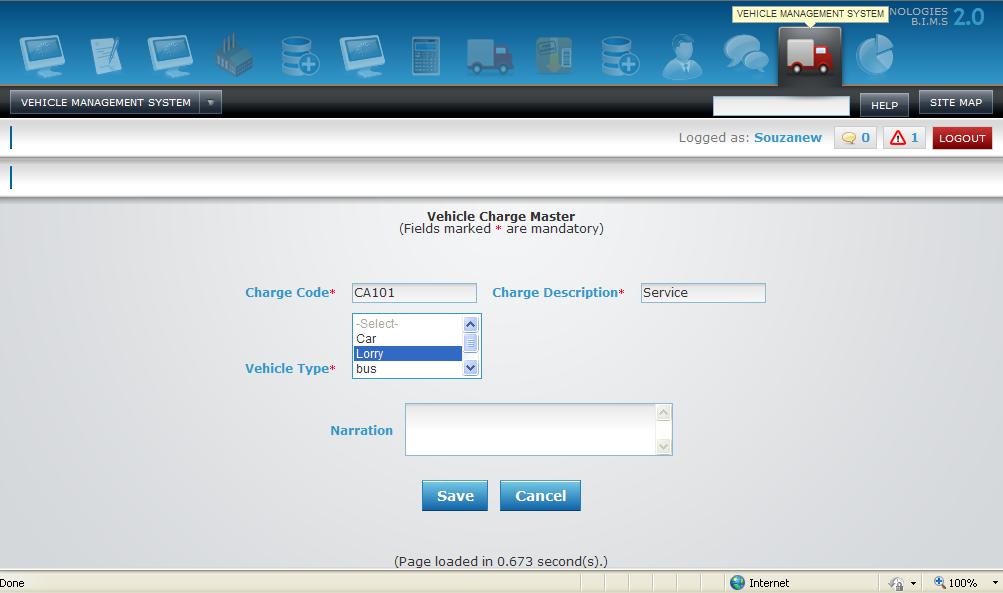 VEHICLE MANAGEMENT SYSTEM
NOLOGIES
B.I.M.S 2.0
VEHICLE MANAGEMENT SYSTEM
HELP
SITE MAP
Logged as: Souzanew
0
1
LOGOUT
Vehicle Charge Master
(Fields marked * are mandatory)
Charge Code* CA101 Charge Description* Service
-Select-
Car
Lorry
Vehicle Type* bus
Narration
Save Cancel
(Page loaded in 0.673 second(s).)
Done Internet 100%